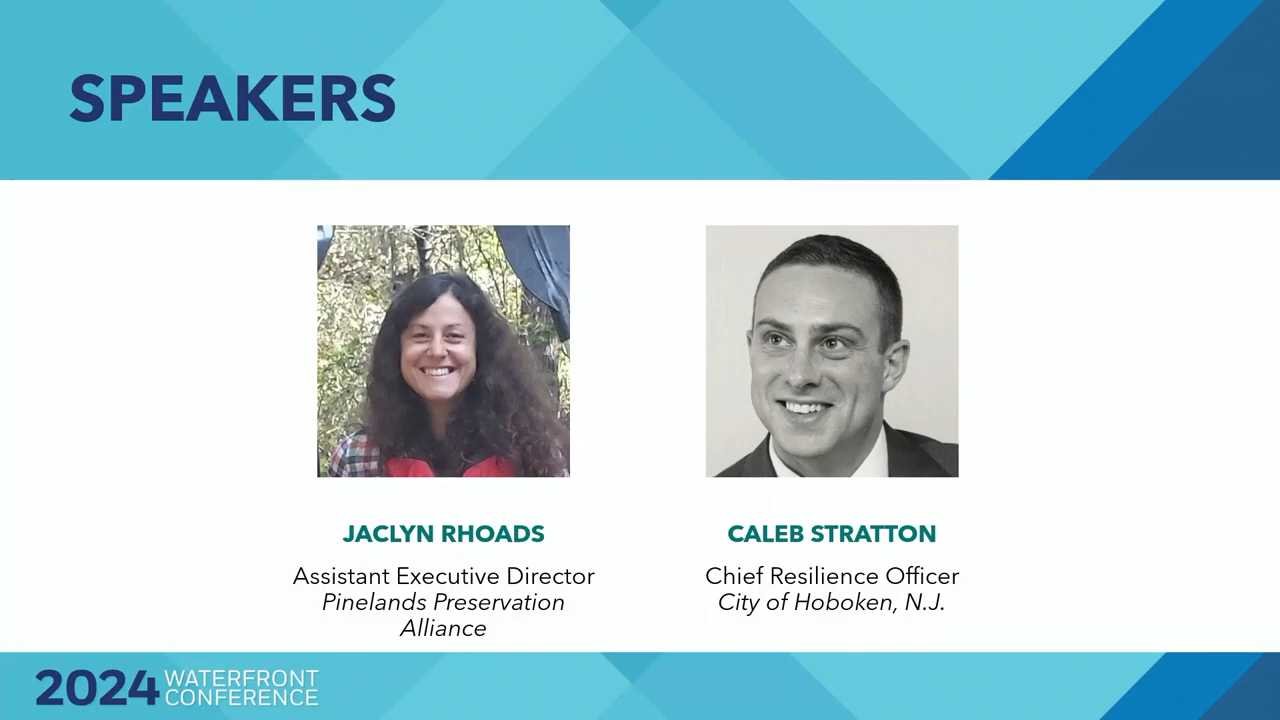 SPEAKERS
JACLYN RHOADS
Assistant Executive Director
Pinelands Preservation
Alliance
CALEB STRATTON
Chief Resilience Officer
City of Hoboken, N.J.
2024 WATERFRONT
CONFERENCE